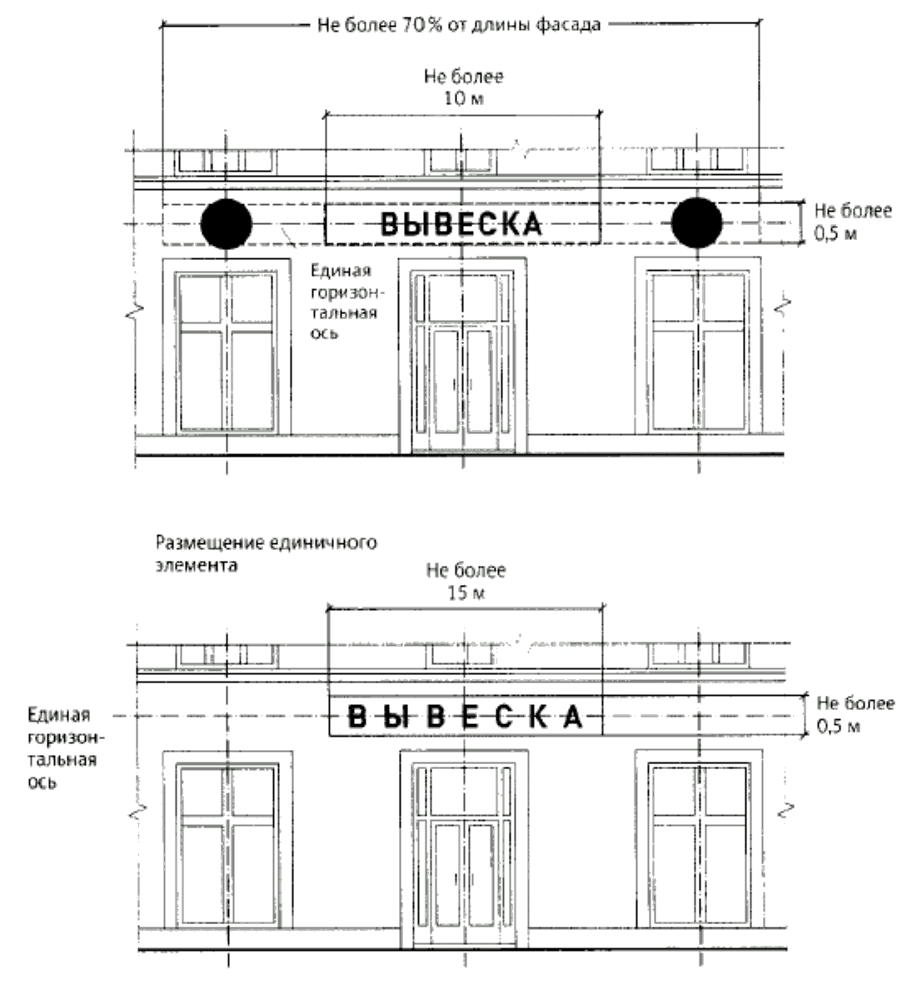 Не более 70% от длины фасада
Не более
10 м
ВЫВЕСКА
Не более
0,5 м
Единая
горизон-
тальная
ось
Размещение единичного
элемента
Не более
15 м
ВЫВЕСКА
Не более
0,5 м
Единая
горизон-
тальная
ось